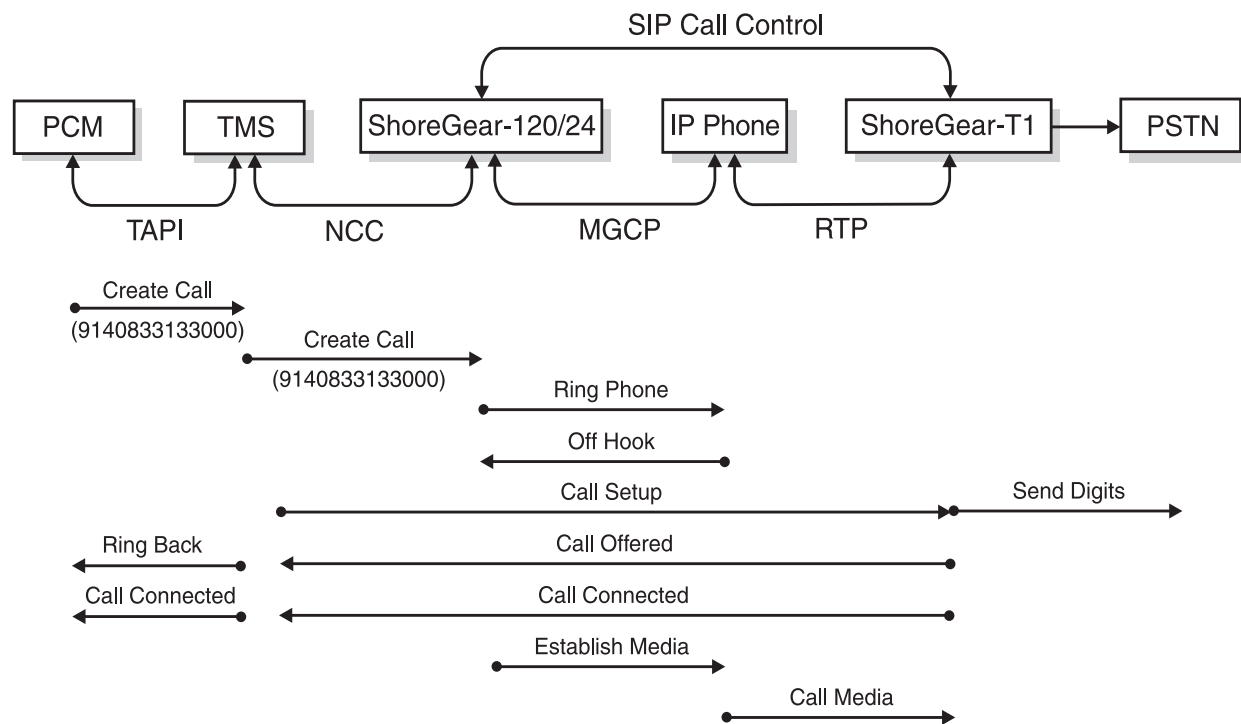 SIP Call Control
PCM
TMS
ShoreGear-120/24
IP Phone
ShoreGear-T1
PSTN
TAPI
NCC
MGCP
RTP
Create Call
(9140833133000)
Create Call
(9140833133000)
Ring Phone
Off Hook
Call Setup
Send Digits
Ring Back
Call Offered
Call Connected
Call Connected
Establish Media
Call Media